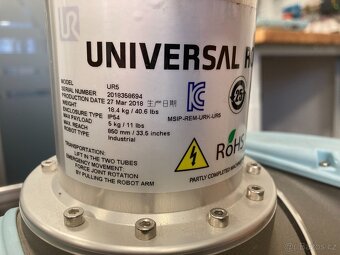 UR
UNIVERSAL R
MODEL UR5
SERIAL NUMBER 2018358694
PRODUCTION DATE 27 Mar 2018 生产日期
WEIGHT 18.4 kg / 40.6 lbs
ENCLOSURE TYPE IP54
MAX PAYLOAD 5 kg / 11 lbs
MAX. REACH 850 mm / 33.5 inches
ROBOT TYPE Industrial
MSIP-REM-URK-UR5
25
TRANSPORTATION:
LIFT IN THE TWO TUBES
EMERGENCY MOVEMENT:
FORCE JOINT ROTATION
BY PULLING THE ROBOT ARM
RoHS
PARTLY COMPLETED MACHINERY